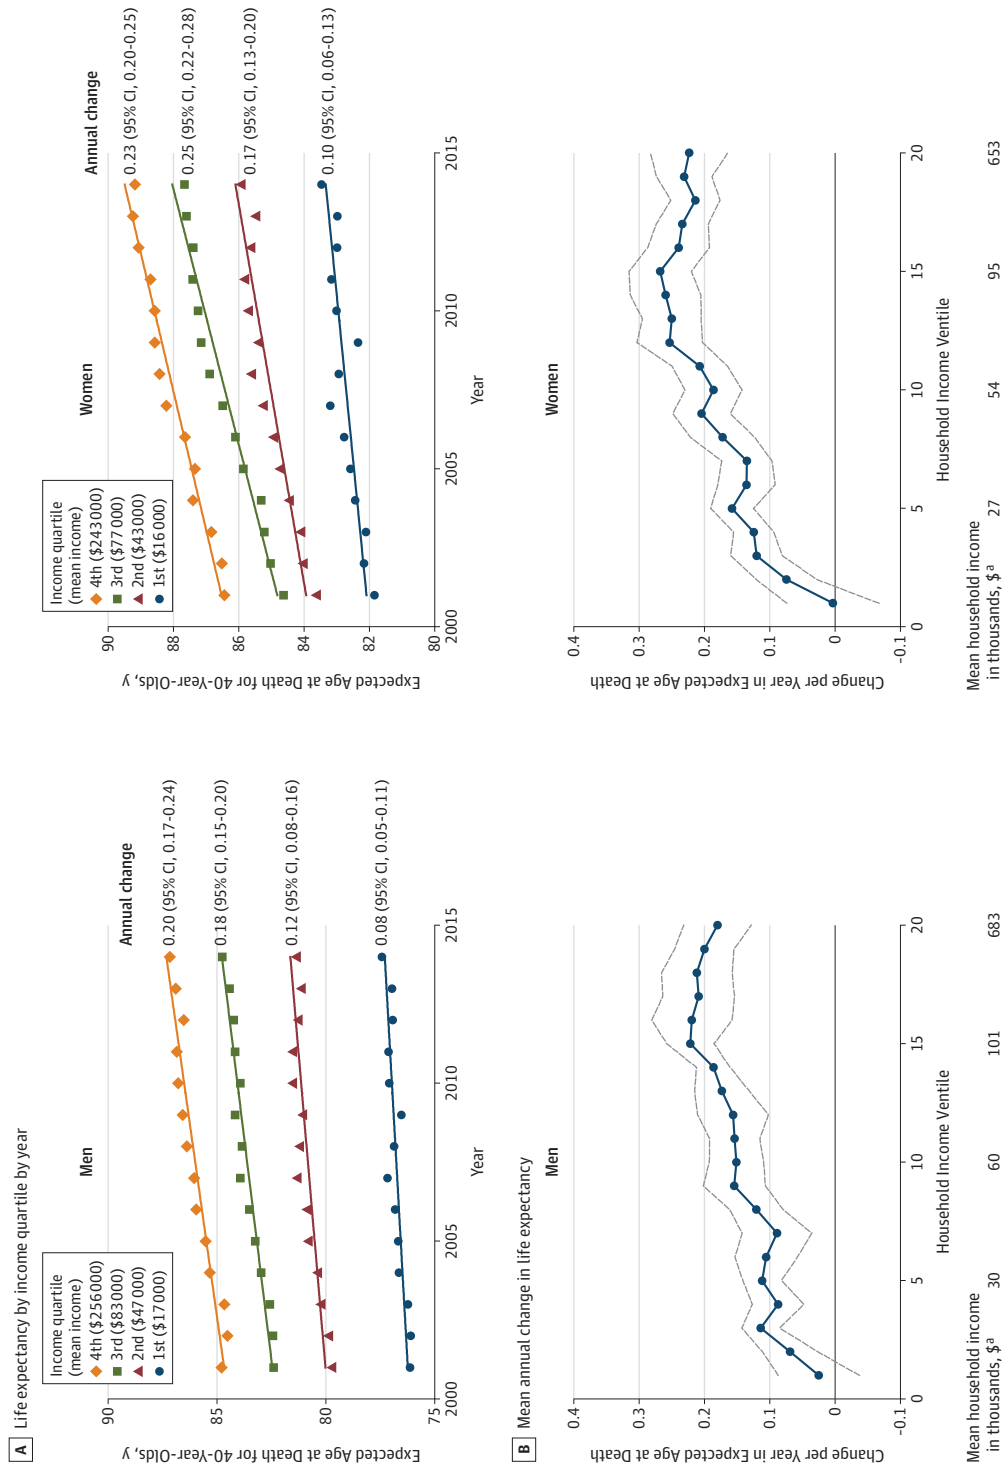 A Life expectancy by income quartile by year
Men
Income quartile
(mean income)
4th ($256 000)
3rd ($83 000)
2nd ($47 000)
1st ($17 000)
Annual change
0.20 (95% CI, 0.17-0.24)
0.18 (95% CI, 0.15-0.20)
0.12 (95% CI, 0.08-0.16)
0.08 (95% CI, 0.05-0.11)
Expected Age at Death for 40-Year-Olds, y
90
85
80
75
2000 2005 2010 2015
Year
Women
Income quartile
(mean income)
4th ($243 000)
3rd ($77 000)
2nd ($43 000)
1st ($16 000)
Annual change
0.23 (95% CI, 0.20-0.25)
0.25 (95% CI, 0.22-0.28)
0.17 (95% CI, 0.13-0.20)
0.10 (95% CI, 0.06-0.13)
Expected Age at Death for 40-Year-Olds, y
90
88
86
84
82
80
2000 2005 2010 2015
Year
B Mean annual change in life expectancy
Men
Change per Year in Expected Age at Death
0.4
0.3
0.2
0.1
0
-0.1
0 5 10 15 20
Household Income Ventile
Mean household income
in thousands, $a
30 60 101 683
Women
Change per Year in Expected Age at Death
0.4
0.3
0.2
0.1
0
-0.1
0 5 10 15 20
Household Income Ventile
Mean household income
in thousands, $a
27 54 95 653